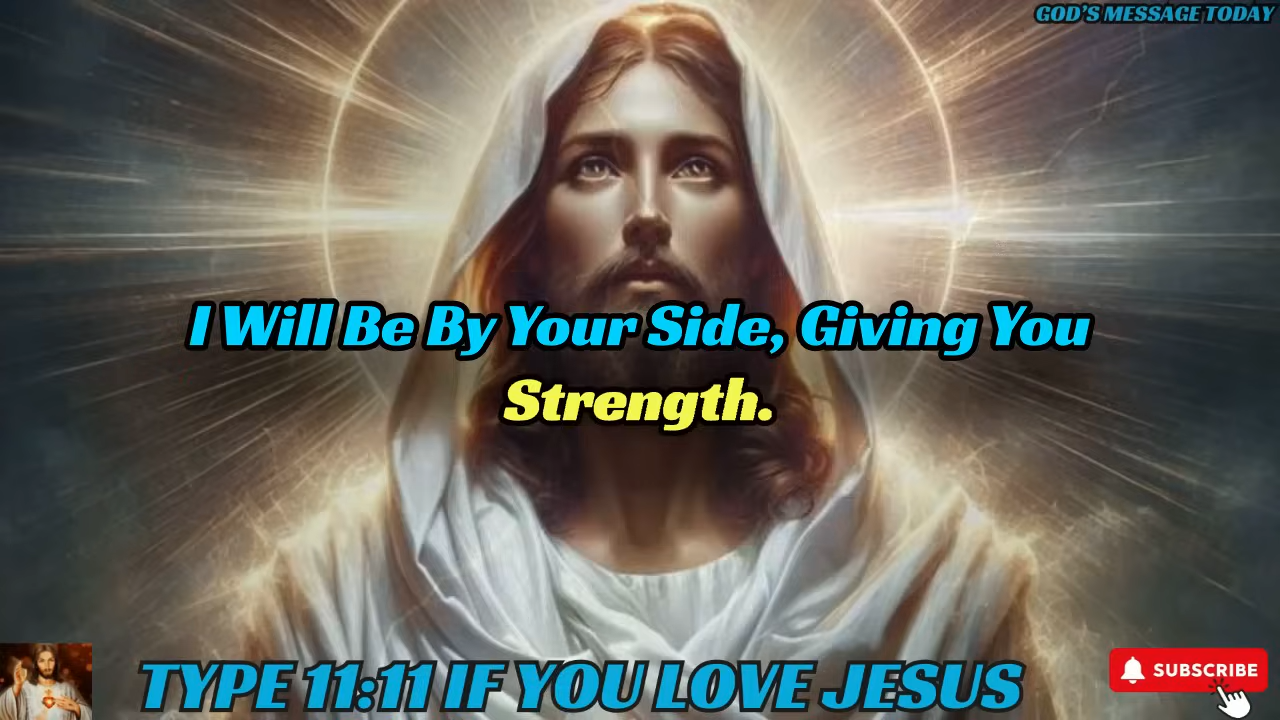 GOD'S MESSAGE TODAY
I Will Be By Your Side, Giving You
Strength.
TYPE 11:11 IF YOU LOVE JESUS
SUBSCRIBE